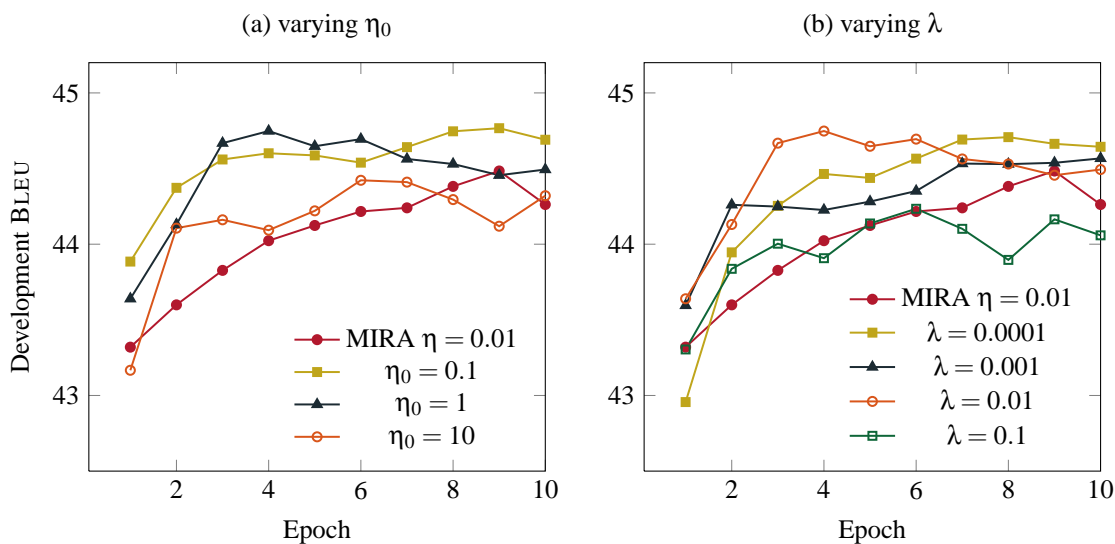 (a) varying η₀
Development BLEU
45
44
43
2 4 6 8 10
Epoch
MIRA η = 0.01
η₀ = 0.1
η₀ = 1
η₀ = 10
(b) varying λ
45
44
43
2 4 6 8 10
Epoch
MIRA η = 0.01
λ = 0.0001
λ = 0.001
λ = 0.01
λ = 0.1